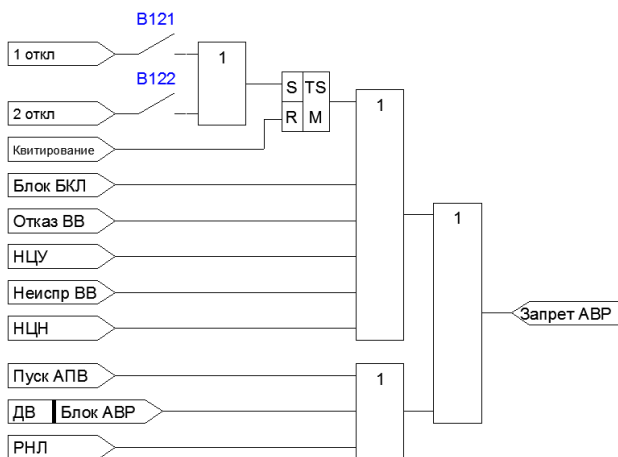 B121
1 откл
1
B122
S TS
2 откл
R M
1
Квитирование
Блок БКЛ
Отказ ВВ
1
НЦУ
Неиспр ВВ
Запрет АВР
НЦН
Пуск АПВ
1
ДВ Блок АВР
РНЛ